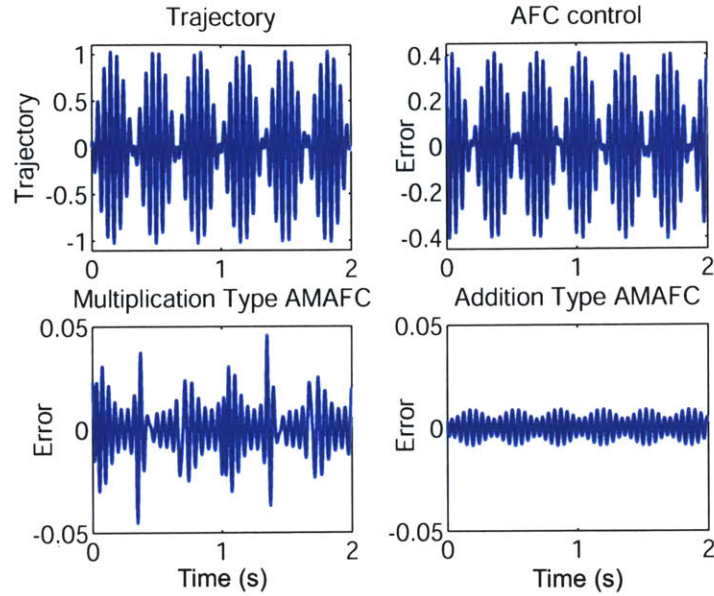 Trajectory
AFC control
1
0.5
0
-0.5
-1
Trajectory
0
1
2
0.4
0.2
0
-0.2
-0.4
Error
0
1
2
Multiplication Type AMAFC
Addition Type AMAFC
0.05
0
-0.05
Error
0
1
2
Time (s)
0.05
0
-0.05
Error
0
1
2
Time (s)